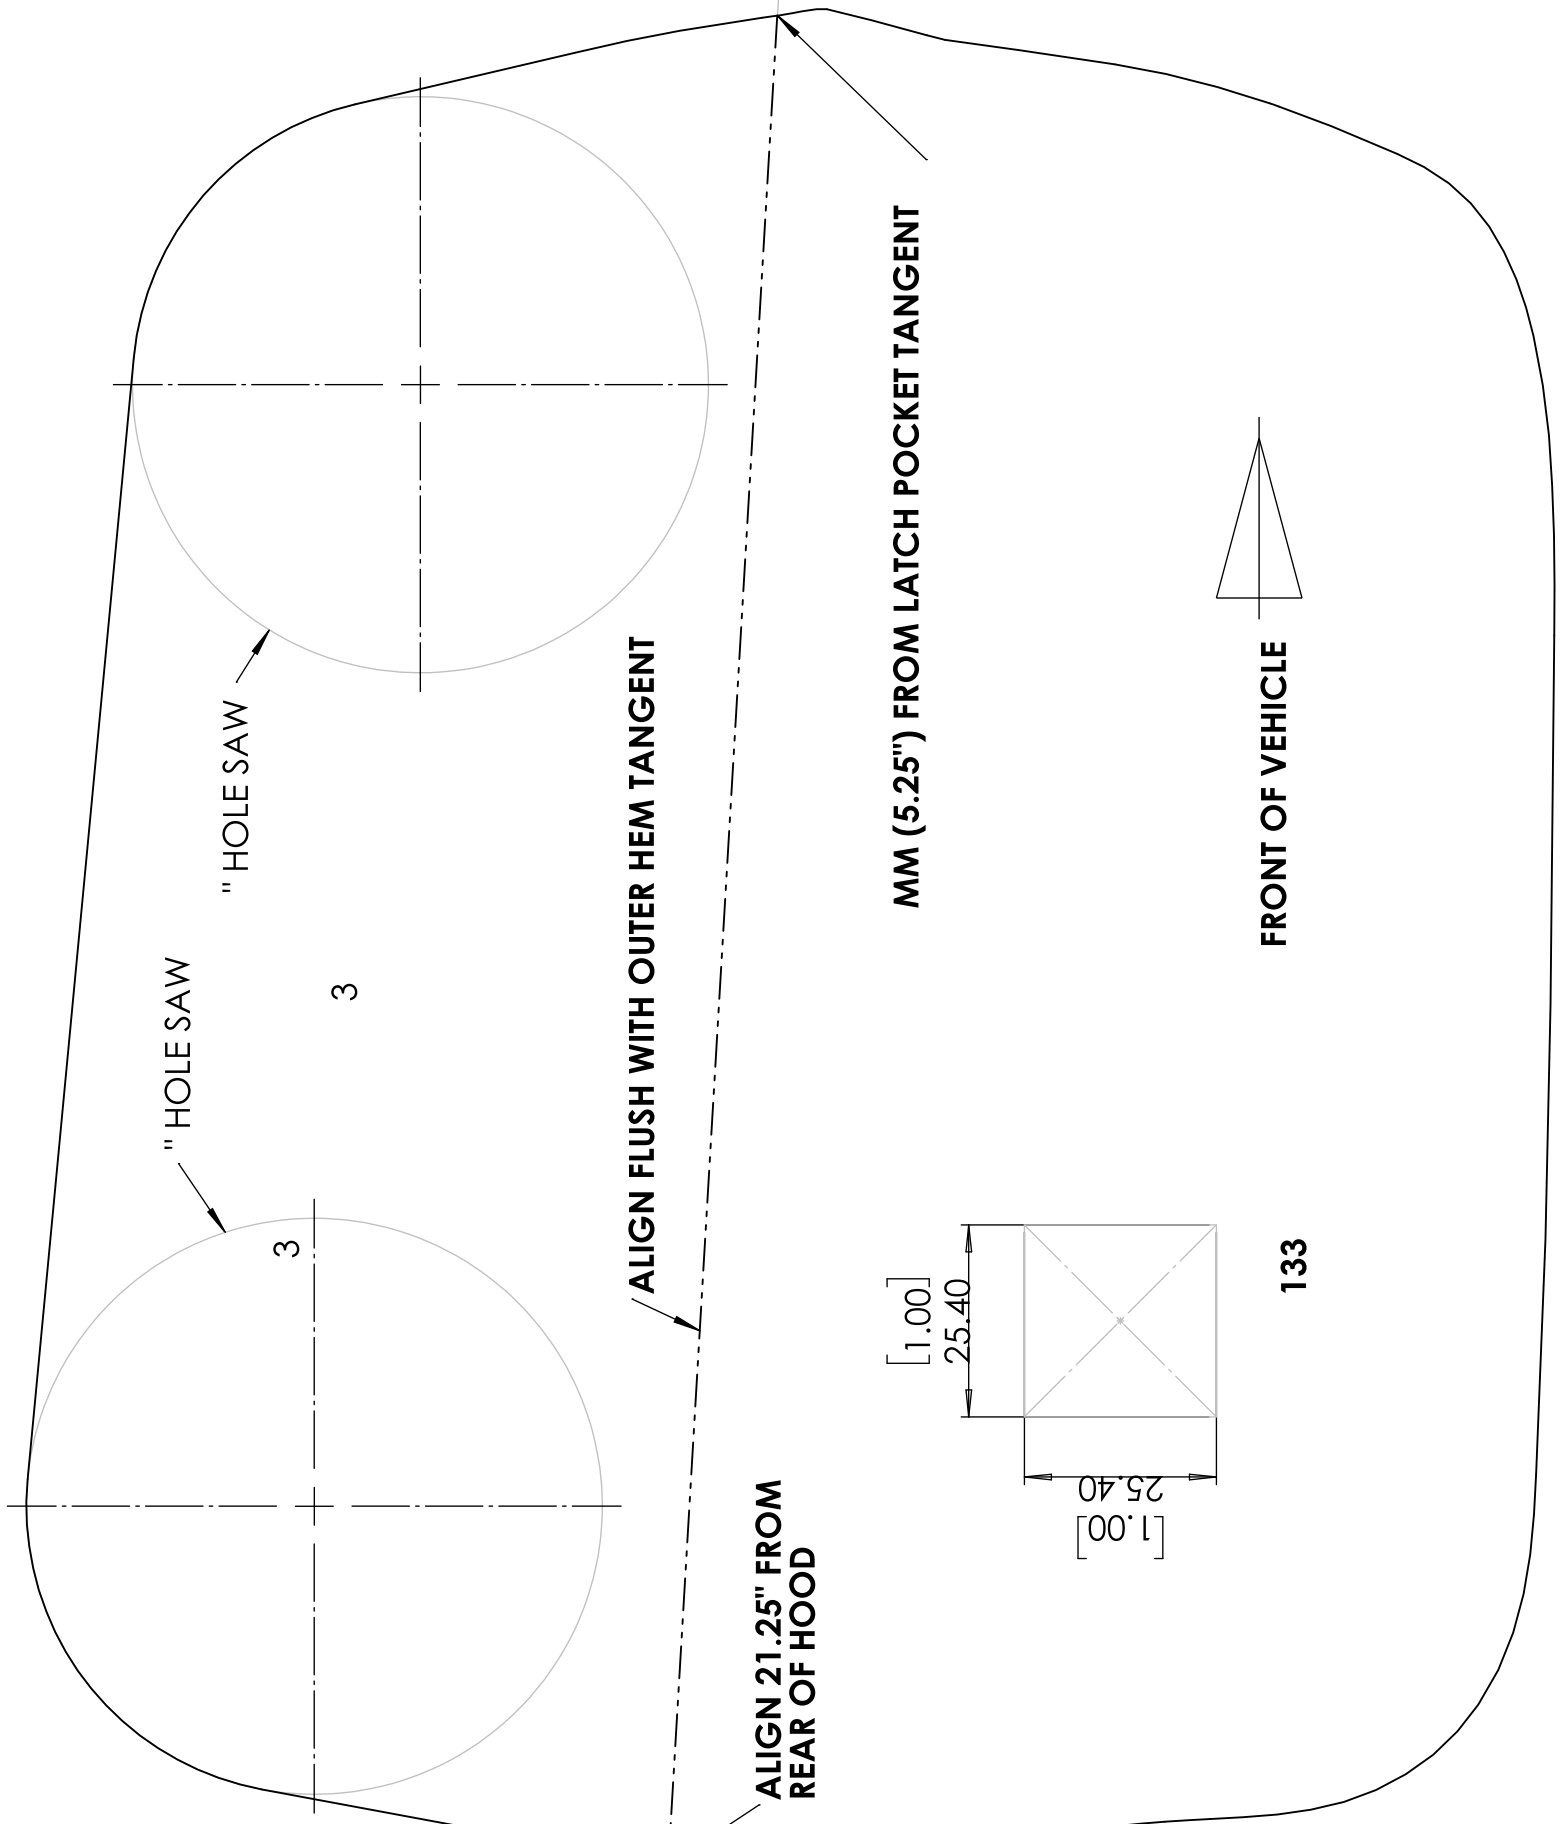 " HOLE SAW
3
" HOLE SAW
3
ALIGN FLUSH WITH OUTER HEM TANGENT
ALIGN 21.25" FROM
REAR OF HOOD
MM (5.25") FROM LATCH POCKET TANGENT
[1.00]
25.40
25.40
[1.00]
FRONT OF VEHICLE
133